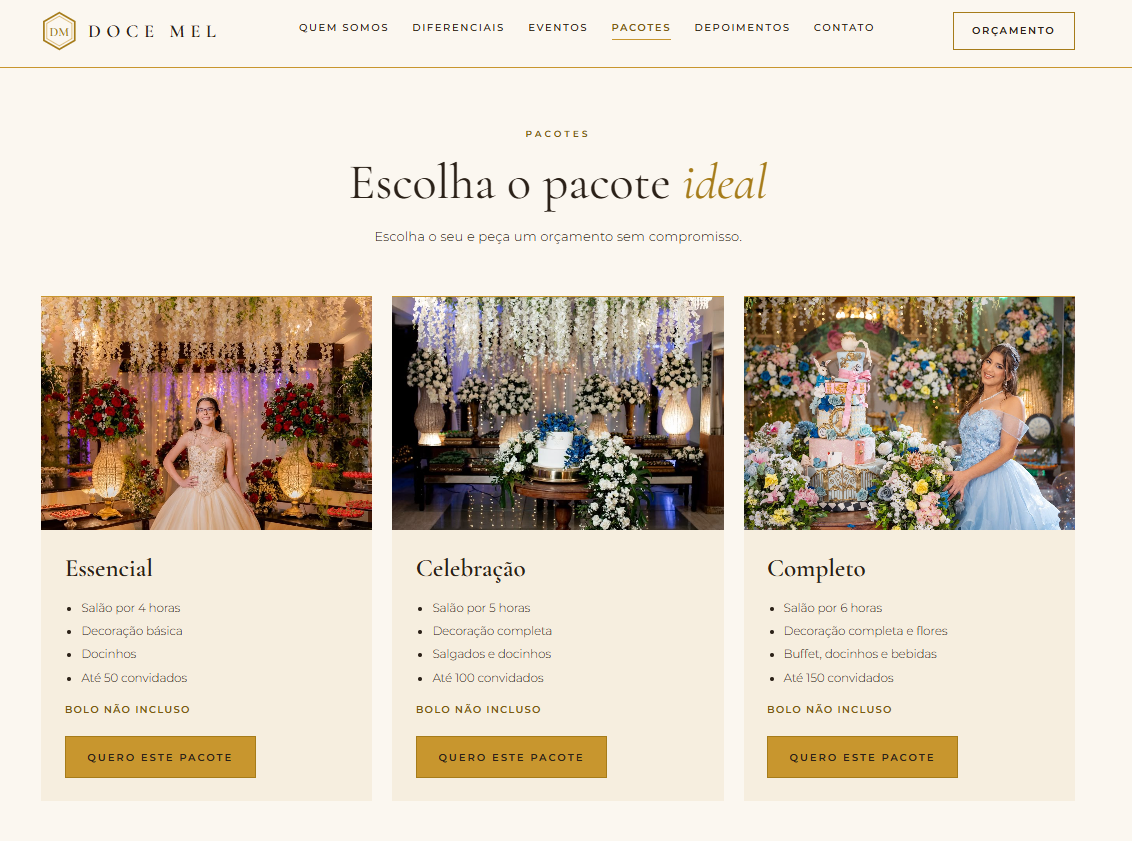 DM DOCE MEL
QUEM SOMOS DIFERENCIAIS EVENTOS PACOTES DEPOIMENTOS CONTATO
ORÇAMENTO
PACOTES
Escolha o pacote ideal
Escolha o seu e peça um orçamento sem compromisso.
Essencial
Salão por 4 horas
Decoração básica
Docinhos
Até 50 convidados
BOLO NÃO INCLUSO
QUERO ESTE PACOTE
Celebração
Salão por 5 horas
Decoração completa
Salgados e docinhos
Até 100 convidados
BOLO NÃO INCLUSO
QUERO ESTE PACOTE
Completo
Salão por 6 horas
Decoração completa e flores
Buffet, docinhos e bebidas
Até 150 convidados
BOLO NÃO INCLUSO
QUERO ESTE PACOTE